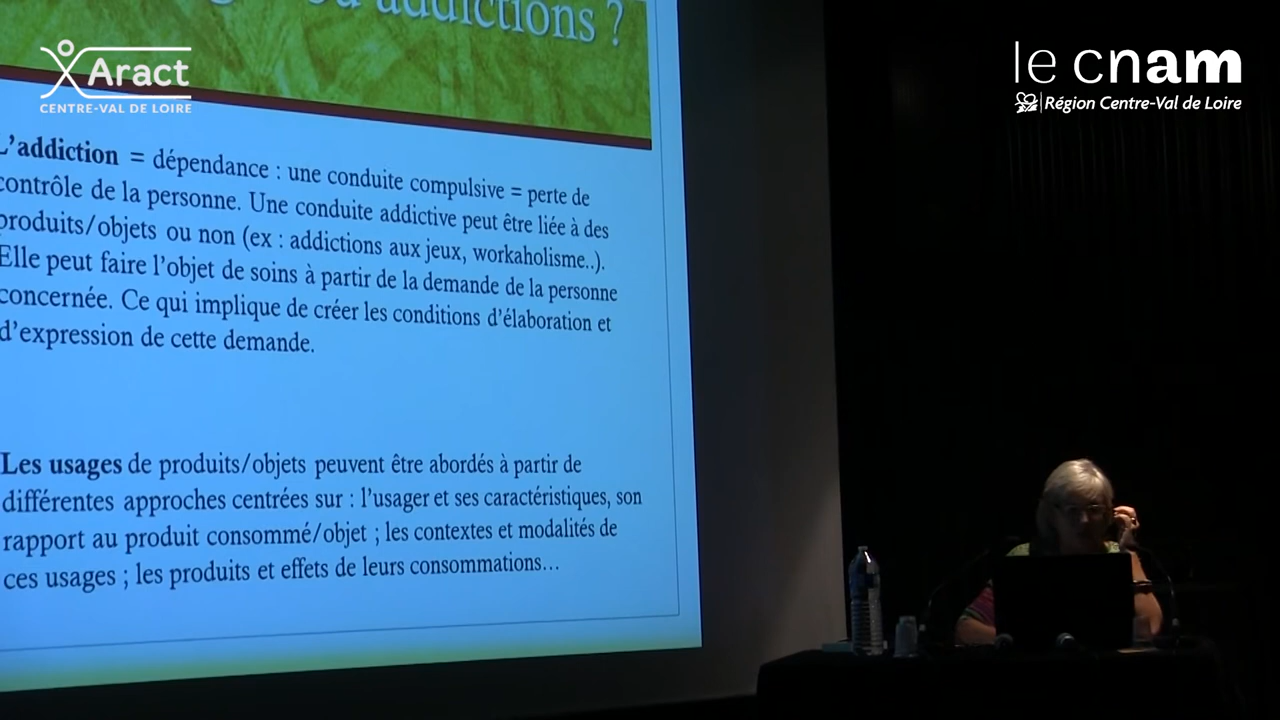 addictions ?
Aract
CENTRE-VAL DE LOIRE
le cnam
Région Centre-Val de Loire
L’addiction = dépendance : une conduite compulsive = perte de
contrôle de la personne. Une conduite addictive peut être liée à des
produits/objets ou non (ex : addictions aux jeux, workaholisme..).
Elle peut faire l’objet de soins à partir de la demande de la personne
concernée. Ce qui implique de créer les conditions d’élaboration et
d’expression de cette demande.
Les usages de produits/objets peuvent être abordés à partir de
différentes approches centrées sur : l’usager et ses caractéristiques, son
rapport au produit consommé/objet ; les contextes et modalités de
ces usages ; les produits et effets de leurs consommations…